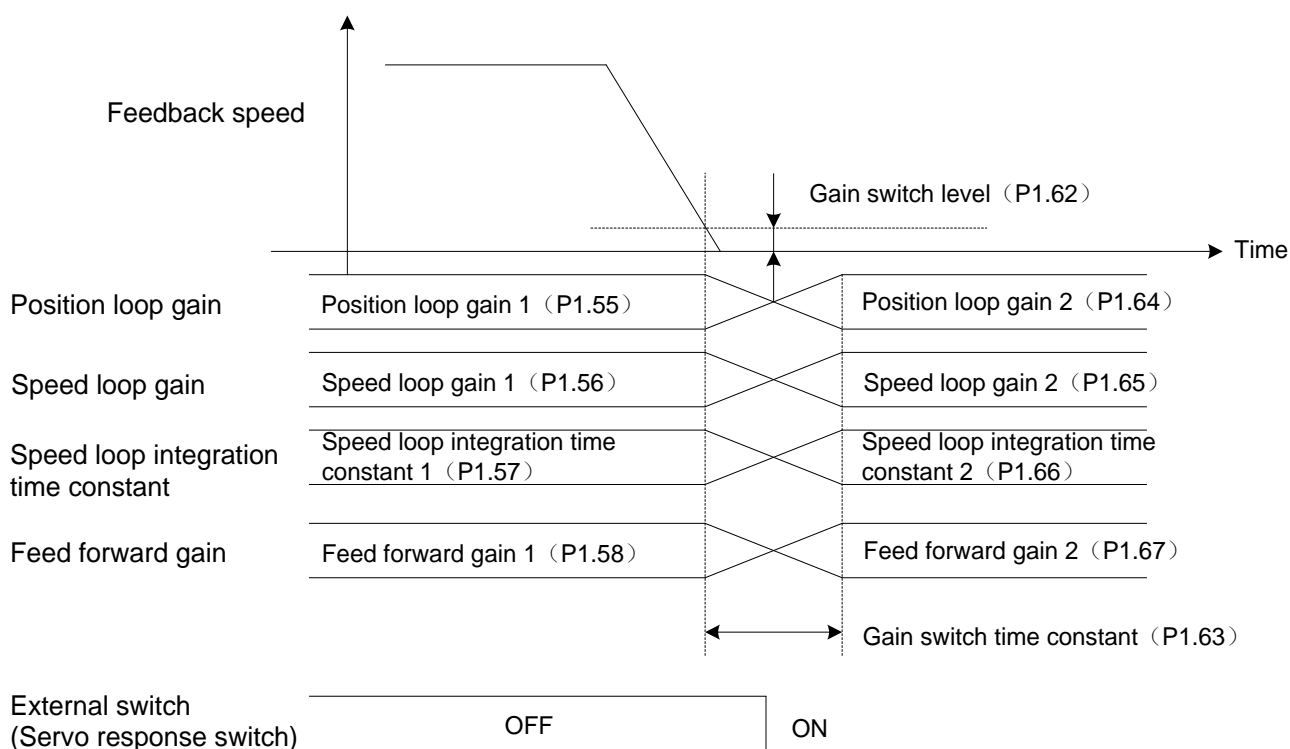 Feedback speed
Gain switch level（P1.62）
Time
Position loop gain
Position loop gain 1（P1.55）
Position loop gain 2（P1.64）
Speed loop gain
Speed loop gain 1（P1.56）
Speed loop gain 2（P1.65）
Speed loop integration
time constant
Speed loop integration time
constant 1（P1.57）
Speed loop integration time
constant 2（P1.66）
Feed forward gain
Feed forward gain 1（P1.58）
Feed forward gain 2（P1.67）
Gain switch time constant（P1.63）
External switch
(Servo response switch)
OFF
ON